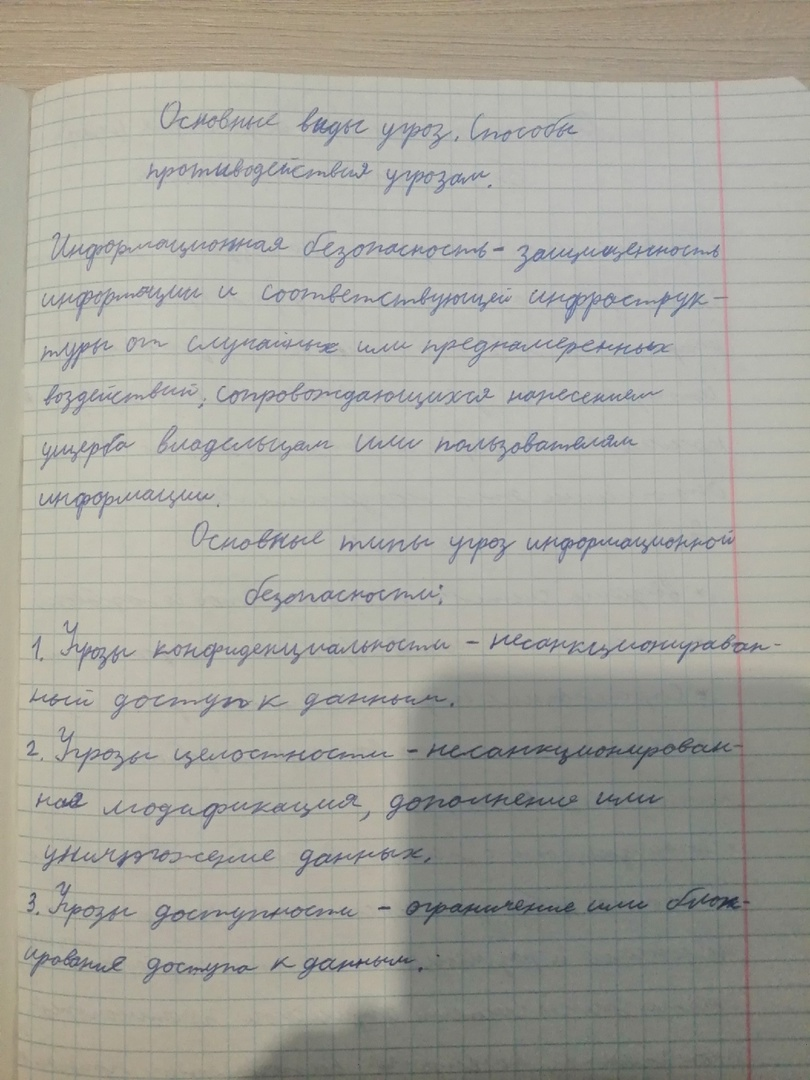 Основные виды угроз. Способы
противодействия угрозам.
Информационная безопасность - защищенность
информации и соответствующей инфраструк-
туры от случайных или преднамеренных
воздействий, сопровождающихся нанесением
ущерба владельцам или пользователям
информации.
Основные типы угроз информационной
безопасности:
1. Угрозы конфиденциальности - несанкционираван-
ный доступ к данным.
2. Угрозы целостности - несанкционирован-
ная модификация, дополнение или
уничтожение данных.
3. Угрозы доступности - ограничение или блок-
ирование доступа к данным.